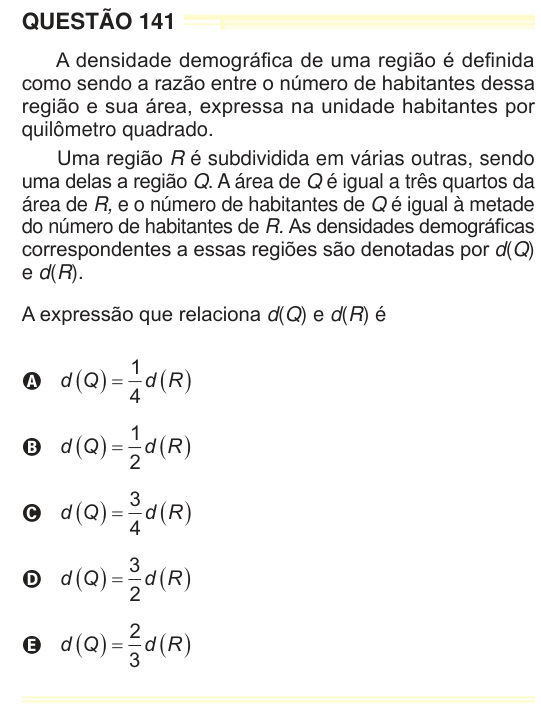 QUESTÃO 141
A densidade demográfica de uma região é definida
como sendo a razão entre o número de habitantes dessa
região e sua área, expressa na unidade habitantes por
quilômetro quadrado.
Uma região R é subdividida em várias outras, sendo
uma delas a região Q. A área de Q é igual a três quartos da
área de R, e o número de habitantes de Q é igual à metade
do número de habitantes de R. As densidades demográficas
correspondentes a essas regiões são denotadas por d(Q)
e d(R).
A expressão que relaciona d(Q) e d(R) é
A d(Q) = 1/4 d(R)
B d(Q) = 1/2 d(R)
C d(Q) = 3/4 d(R)
D d(Q) = 3/2 d(R)
E d(Q) = 2/3 d(R)